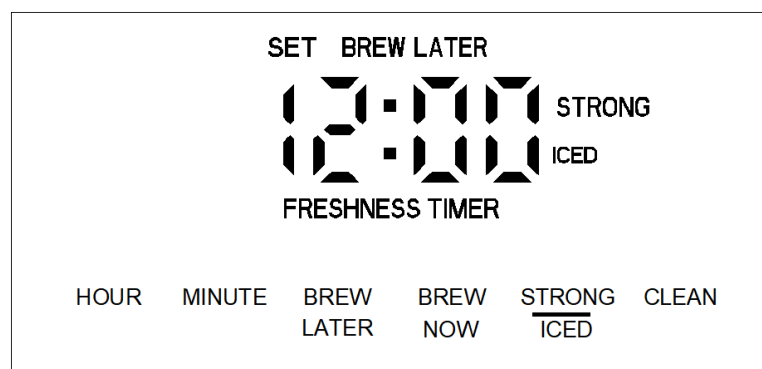 SET BREW LATER
12:00 STRONG
ICED
FRESHNESS TIMER
HOUR MINUTE BREW LATER BREW NOW STRONG ICED CLEAN